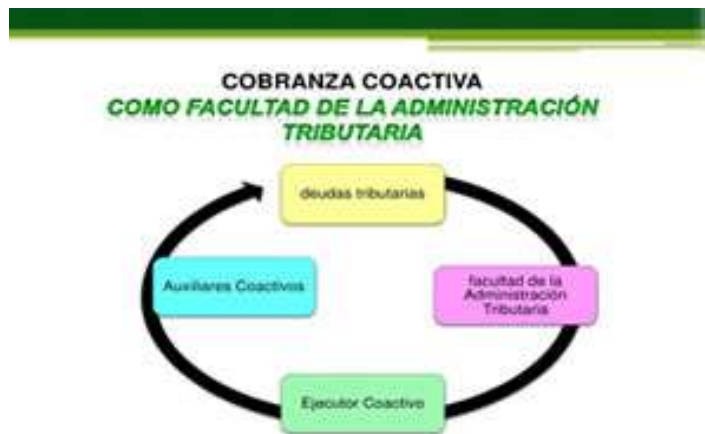 COBRANZA COACTIVA
COMO FACULTAD DE LA ADMINISTRACIÓN
TRIBUTARIA
deudas tributarias
facultad de la
Administración
Tributaria
Ejecutor Coactivo
Auxiliares Coactivos